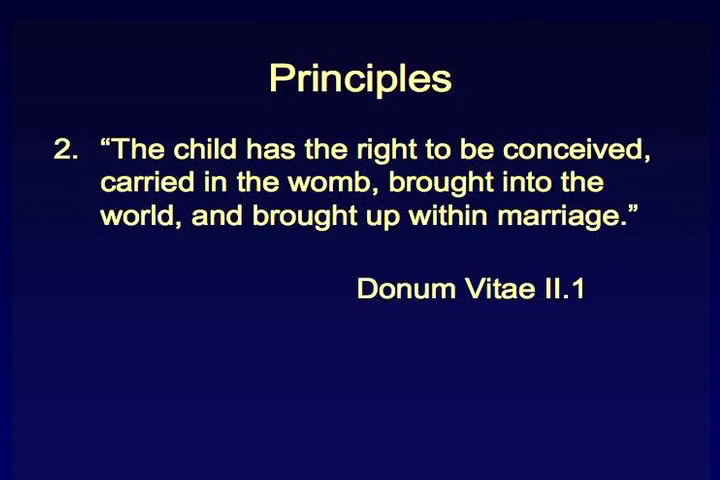 Principles
2. “The child has the right to be conceived,
carried in the womb, brought into the
world, and brought up within marriage.”
Donum Vitae II.1